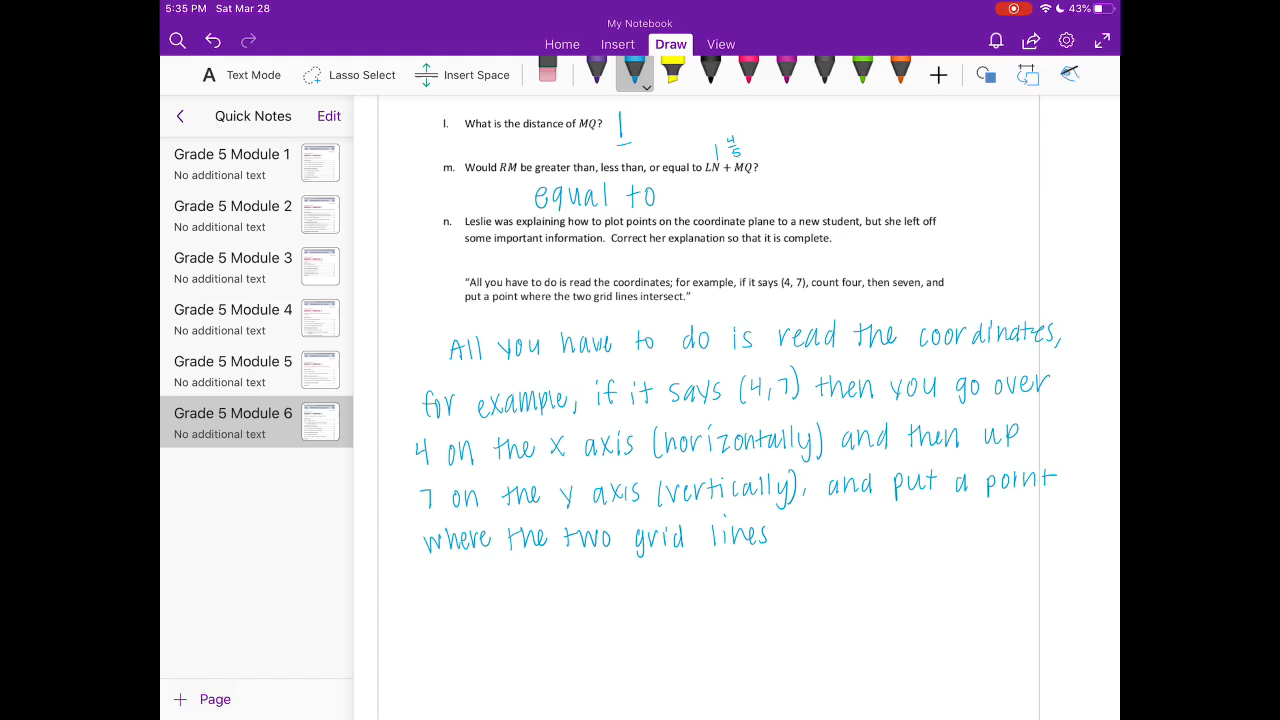 5:35 PM Sat Mar 28
43%
My Notebook
Home Insert Draw View
A Text Mode Lasso Select Insert Space
Quick Notes Edit
Grade 5 Module 1
No additional text
Grade 5 Module 2
No additional text
Grade 5 Module 3
No additional text
Grade 5 Module 4
No additional text
Grade 5 Module 5
No additional text
Grade 5 Module 6
No additional text
+ Page
l. What is the distance of MQ? 1
1 4/5
m. Would RM be greater than, less than, or equal to LN + MQ?
equal to
n. Leslie was explaining how to plot points on the coordinate plane to a new student, but she left off
some important information. Correct her explanation so that it is complete.
“All you have to do is read the coordinates; for example, if it says (4, 7), count four, then seven, and
put a point where the two grid lines intersect.”
All you have to do is read the coordinates,
for example, if it says (4,7) then you go over
4 on the x axis (horizontally) and then up
7 on the y axis (vertically), and put a point
where the two grid lines